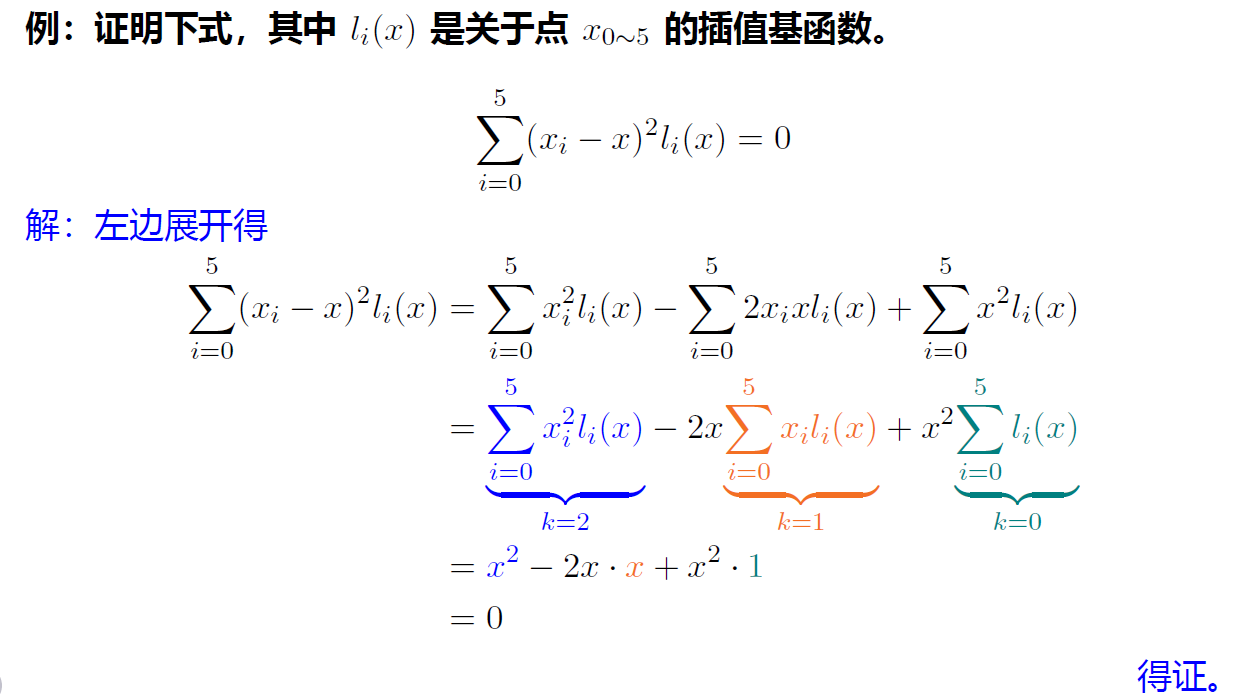 例：证明下式，其中 $l_i(x)$ 是关于点 $x_{0\sim 5}$ 的插值基函数。
$\sum_{i=0}^{5}(x_i - x)^2 l_i(x) = 0$
解：左边展开得
$\sum_{i=0}^{5}(x_i - x)^2 l_i(x) = \sum_{i=0}^{5} x_i^2 l_i(x) - \sum_{i=0}^{5} 2x_i x l_i(x) + \sum_{i=0}^{5} x^2 l_i(x)$
$= \underbrace{\sum_{i=0}^{5} x_i^2 l_i(x)}_{k=2} - 2x \underbrace{\sum_{i=0}^{5} x_i l_i(x)}_{k=1} + x^2 \underbrace{\sum_{i=0}^{5} l_i(x)}_{k=0}$
$= x^2 - 2x \cdot x + x^2 \cdot 1$
$= 0$
得证。